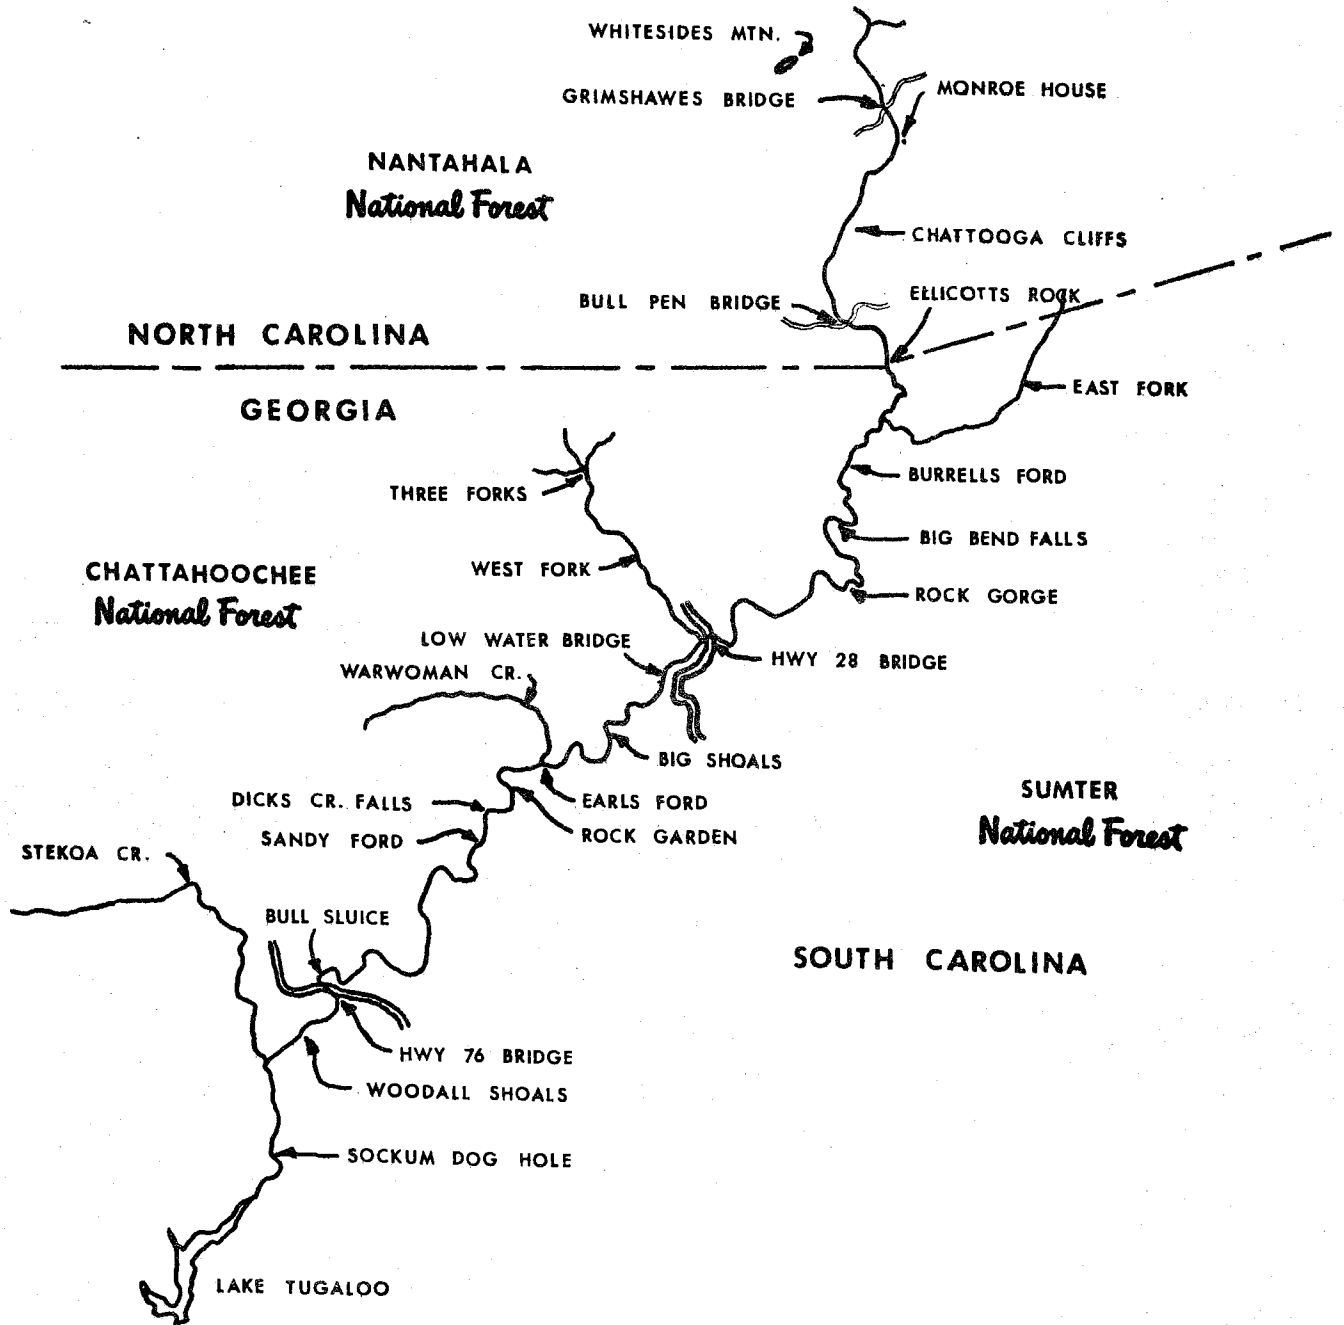 WHITESIDES MTN.
GRIMSHAWES BRIDGE
MONROE HOUSE
NANTAHALA
National Forest
CHATTOOGA CLIFFS
BULL PEN BRIDGE
ELLICOTTS ROCK
NORTH CAROLINA
GEORGIA
EAST FORK
BURRELLS FORD
THREE FORKS
BIG BEND FALLS
WEST FORK
CHATTAHOOCHEE
National Forest
ROCK GORGE
LOW WATER BRIDGE
HWY 28 BRIDGE
WARWOMAN CR.
BIG SHOALS
SUMTER
National Forest
DICKS CR. FALLS
EARLS FORD
SANDY FORD
ROCK GARDEN
STEKOA CR.
BULL SLUICE
SOUTH CAROLINA
HWY 76 BRIDGE
WOODALL SHOALS
SOCKUM DOG HOLE
LAKE TUGALOO